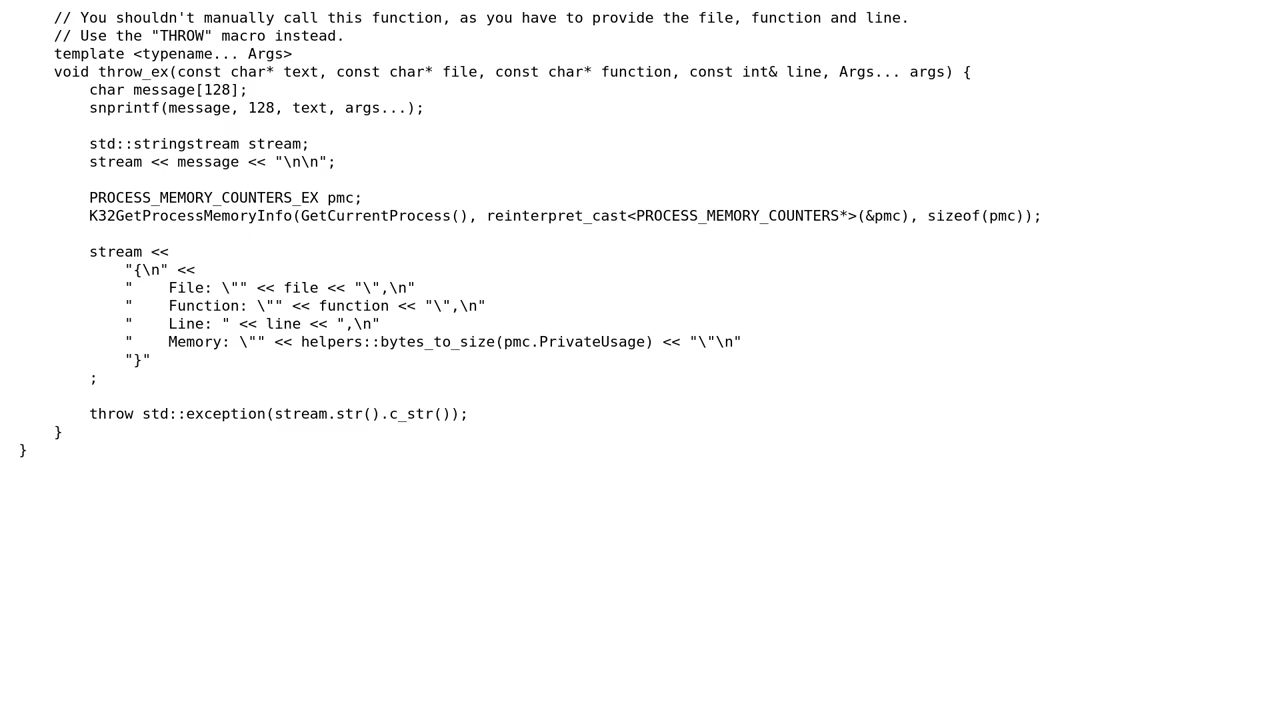 // You shouldn't manually call this function, as you have to provide the file, function and line.
    // Use the "THROW" macro instead.
    template <typename... Args>
    void throw_ex(const char* text, const char* file, const char* function, const int& line, Args... args) {
        char message[128];
        snprintf(message, 128, text, args...);

        std::stringstream stream;
        stream << message << "\n\n";

        PROCESS_MEMORY_COUNTERS_EX pmc;
        K32GetProcessMemoryInfo(GetCurrentProcess(), reinterpret_cast<PROCESS_MEMORY_COUNTERS*>(&pmc), sizeof(pmc));

        stream <<
            "{\n" <<
            "    File: \"" << file << "\",\n"
            "    Function: \"" << function << "\",\n"
            "    Line: " << line << ",\n"
            "    Memory: \"" << helpers::bytes_to_size(pmc.PrivateUsage) << "\"\n"
            "}"
        ;

        throw std::exception(stream.str().c_str());
    }
}